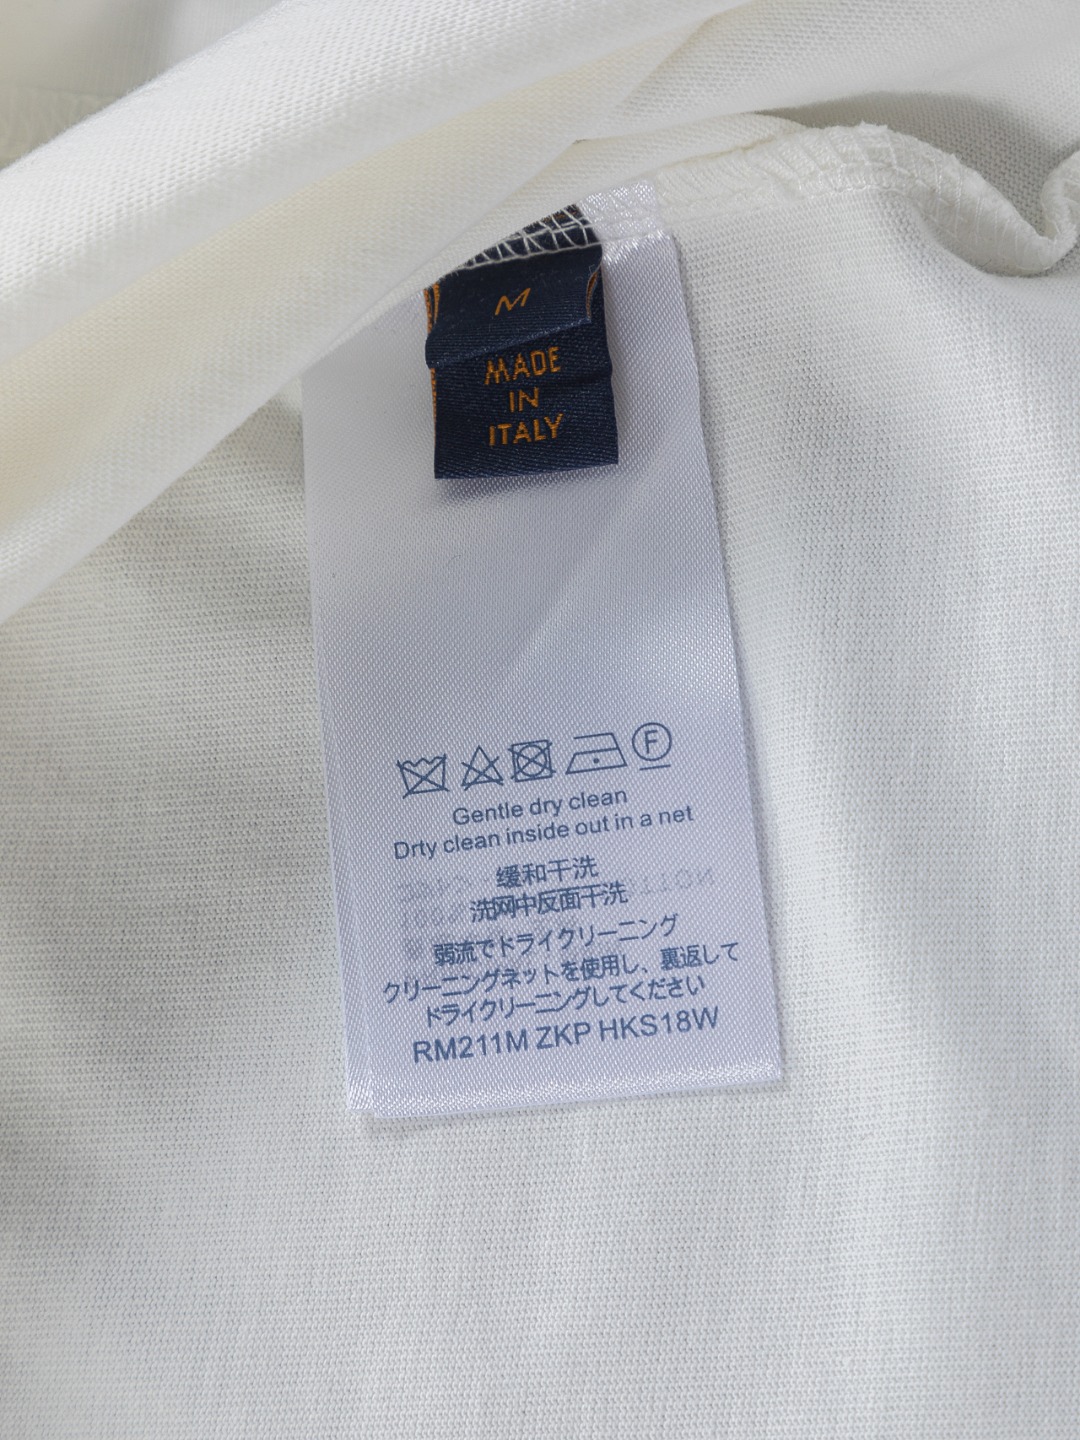 M
MADE
IN
ITALY
F
Gentle dry clean
Drty clean inside out in a net
缓和干洗
洗网中反面干洗
弱流でドライクリーニング
クリーニングネットを使用し、裏返して
ドライクリーニングしてください
RM211M ZKP HKS18W